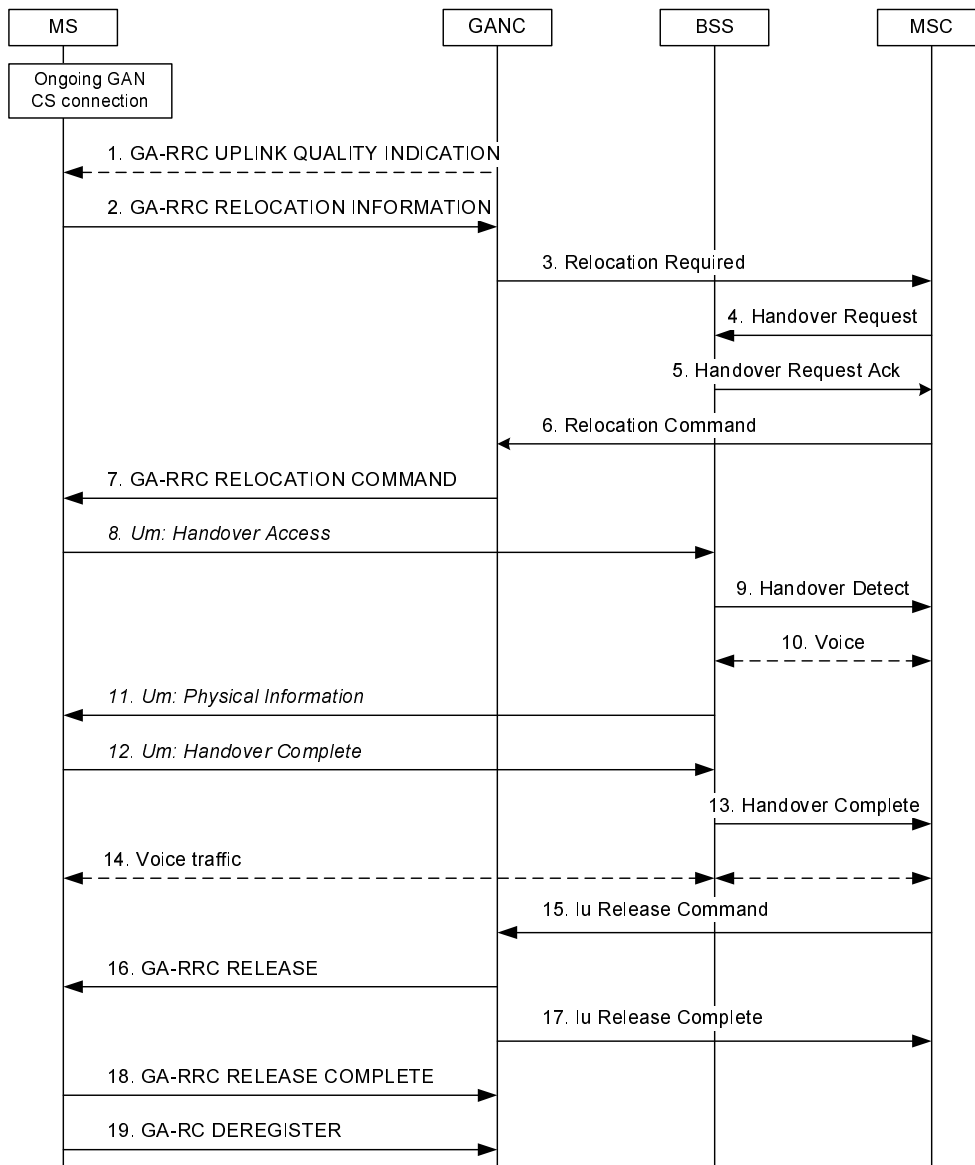 MS
GANC
BSS
MSC
Ongoing GAN
CS connection
1. GA-RRC UPLINK QUALITY INDICATION
2. GA-RRC RELOCATION INFORMATION
3. Relocation Required
4. Handover Request
5. Handover Request Ack
6. Relocation Command
7. GA-RRC RELOCATION COMMAND
8. Um: Handover Access
9. Handover Detect
10. Voice
11. Um: Physical Information
12. Um: Handover Complete
13. Handover Complete
14. Voice traffic
15. Iu Release Command
16. GA-RRC RELEASE
17. Iu Release Complete
18. GA-RRC RELEASE COMPLETE
19. GA-RC DEREGISTER